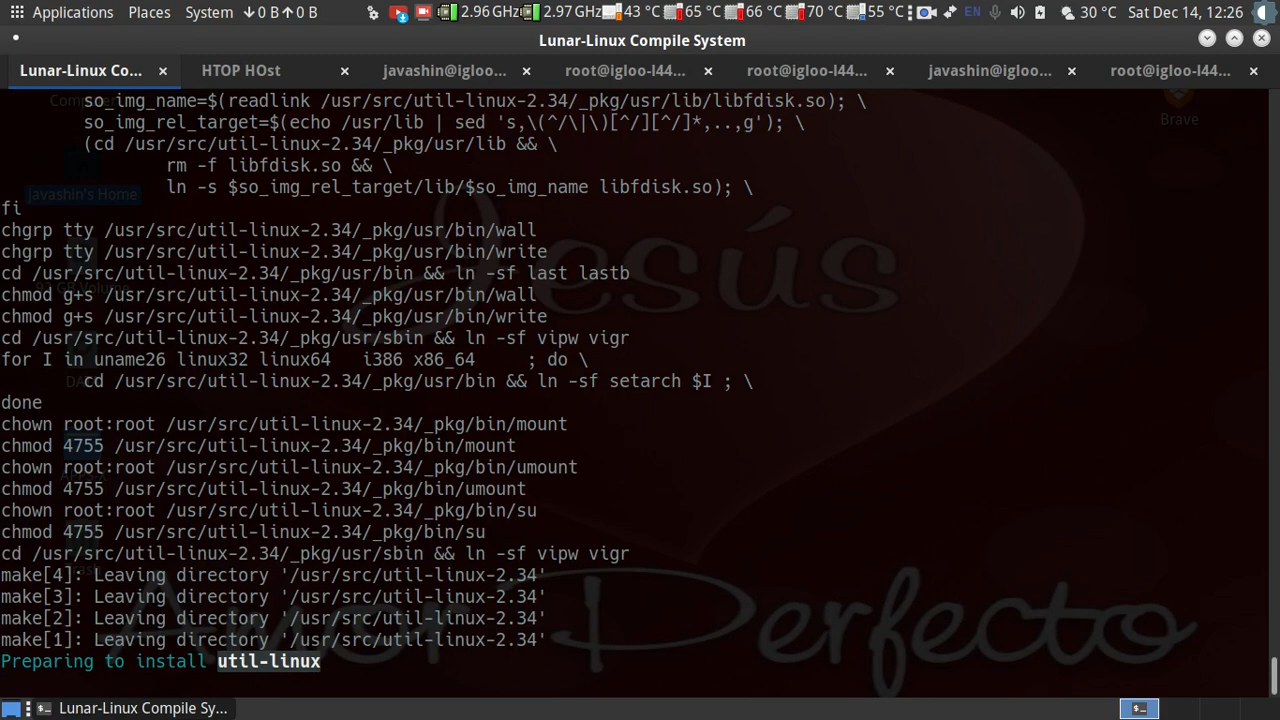 Applications Places System 0 B 0 B 2.96 GHz 2.97 GHz 43 °C 65 °C 66 °C 70 °C 55 °C EN 30 °C Sat Dec 14, 12:26
Lunar-Linux Compile System
Lunar-Linux Co... × HTOP HOst × javashin@igloo... × root@igloo-l44... × root@igloo-l44... × javashin@igloo... × root@igloo-l44... ×
so_img_name=$(readlink /usr/src/util-linux-2.34/_pkg/usr/lib/libfdisk.so); \
so_img_rel_target=$(echo /usr/lib | sed 's,\(^/\|\)[^/][^/]*,..,g'); \
(cd /usr/src/util-linux-2.34/_pkg/usr/lib && \
rm -f libfdisk.so && \
ln -s $so_img_rel_target/lib/$so_img_name libfdisk.so); \
fi
chgrp tty /usr/src/util-linux-2.34/_pkg/usr/bin/wall
chgrp tty /usr/src/util-linux-2.34/_pkg/usr/bin/write
cd /usr/src/util-linux-2.34/_pkg/usr/bin && ln -sf last lastb
chmod g+s /usr/src/util-linux-2.34/_pkg/usr/bin/wall
chmod g+s /usr/src/util-linux-2.34/_pkg/usr/bin/write
cd /usr/src/util-linux-2.34/_pkg/usr/sbin && ln -sf vipw vigr
for I in uname26 linux32 linux64 i386 x86_64 ; do \
cd /usr/src/util-linux-2.34/_pkg/usr/bin && ln -sf setarch $I ; \
done
chown root:root /usr/src/util-linux-2.34/_pkg/bin/mount
chmod 4755 /usr/src/util-linux-2.34/_pkg/bin/mount
chown root:root /usr/src/util-linux-2.34/_pkg/bin/umount
chmod 4755 /usr/src/util-linux-2.34/_pkg/bin/umount
chown root:root /usr/src/util-linux-2.34/_pkg/bin/su
chmod 4755 /usr/src/util-linux-2.34/_pkg/bin/su
cd /usr/src/util-linux-2.34/_pkg/usr/sbin && ln -sf vipw vigr
make[4]: Leaving directory '/usr/src/util-linux-2.34'
make[3]: Leaving directory '/usr/src/util-linux-2.34'
make[2]: Leaving directory '/usr/src/util-linux-2.34'
make[1]: Leaving directory '/usr/src/util-linux-2.34'
Preparing to install util-linux
javashin's Home
Brave
Jesús
Amor Perfecto
Lunar-Linux Compile Sy...